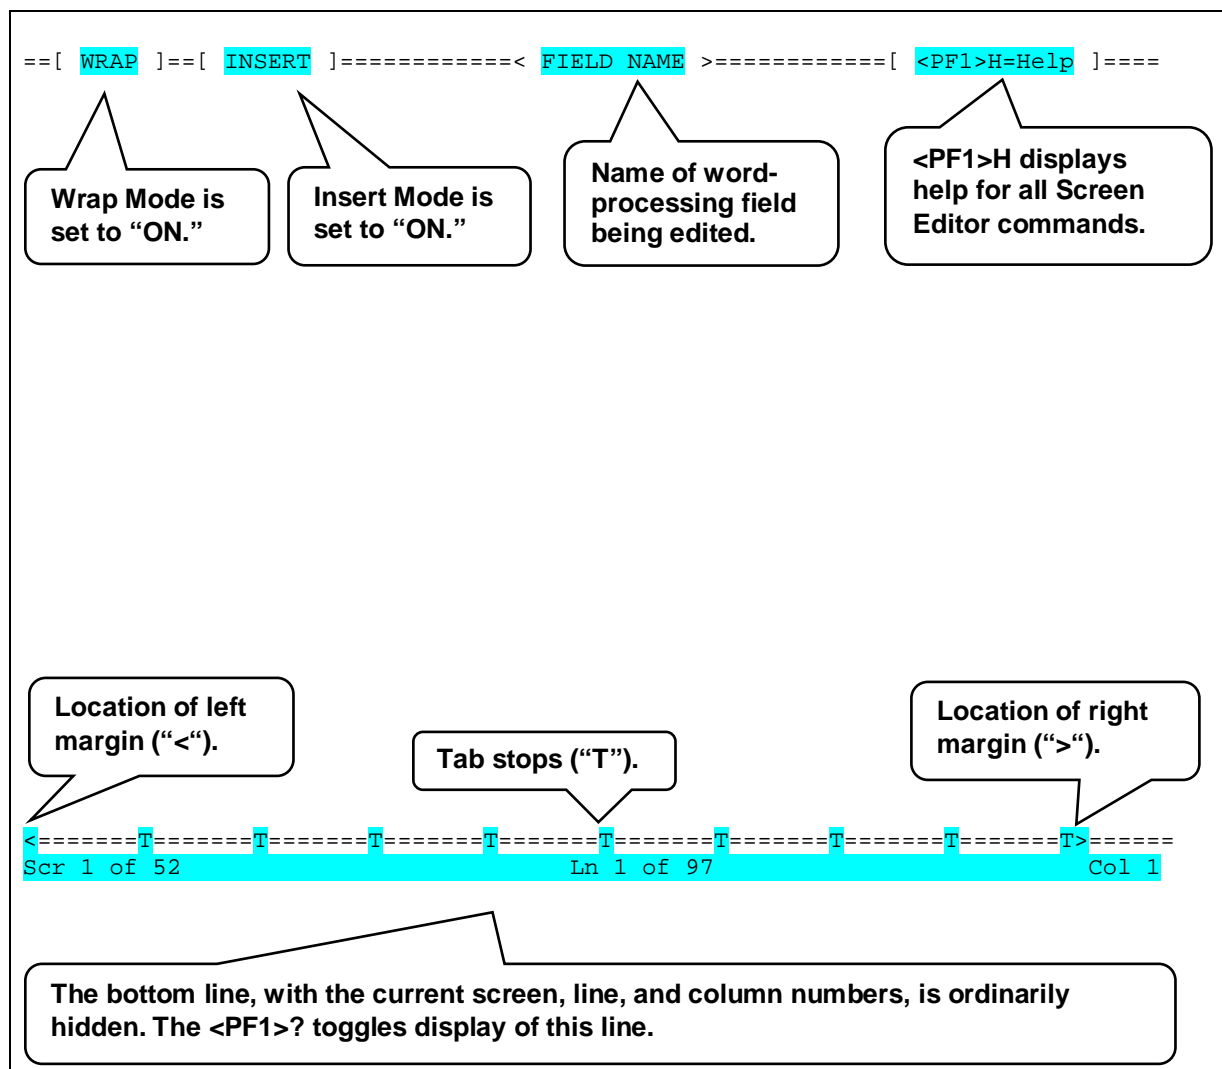 ==[ WRAP ]==[ INSERT ]============< FIELD NAME >============[ <PF1>H=Help ]====
Wrap Mode is
set to “ON.”
Insert Mode is
set to “ON.”
Name of word-
processing field
being edited.
<PF1>H displays
help for all Screen
Editor commands.
Location of left
margin (“<“).
Tab stops (“T”).
Location of right
margin (“>“).
<=======T=======T=======T=======T=======T=======T=======T=======T=======T>======
Scr 1 of 52 Ln 1 of 97 Col 1
The bottom line, with the current screen, line, and column numbers, is ordinarily
hidden. The <PF1>? toggles display of this line.